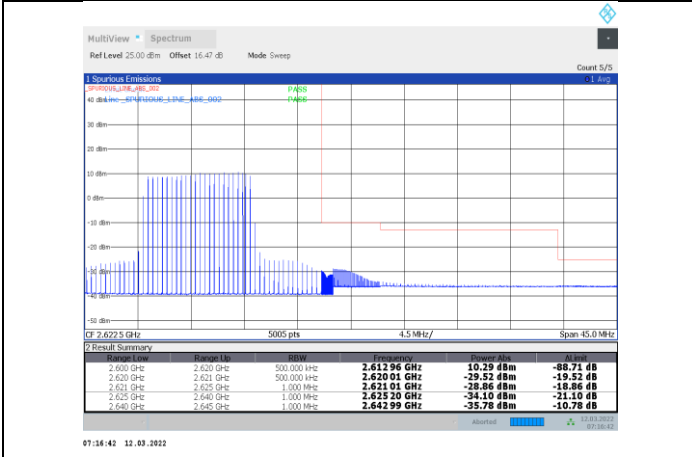 MultiView Spectrum
Ref Level 25.00 dBm Offset 16.47 dB Mode Sweep
Count 5/5
1 Spurious Emissions 1 Avg
_SPURIOUS_LINE_ABS_002 PASS
40 dBm Line _SPURIOUS_LINE_ABS_002 PASS
30 dBm
20 dBm
10 dBm
0 dBm
-10 dBm
-20 dBm
-30 dBm
-40 dBm
-50 dBm
CF 2.6225 GHz 5005 pts 4.5 MHz/ Span 45.0 MHz
2 Result Summary
Range Low Range Up RBW Frequency Power Abs ΔLimit
2.600 GHz 2.620 GHz 500.000 kHz 2.61296 GHz 10.29 dBm -88.71 dB
2.620 GHz 2.621 GHz 500.000 kHz 2.62001 GHz -29.52 dBm -19.52 dB
2.621 GHz 2.625 GHz 1.000 MHz 2.62101 GHz -28.86 dBm -18.86 dB
2.625 GHz 2.640 GHz 1.000 MHz 2.62520 GHz -34.10 dBm -21.10 dB
2.640 GHz 2.645 GHz 1.000 MHz 2.64299 GHz -35.78 dBm -10.78 dB
Aborted 12.03.2022
07:16:42
07:16:42 12.03.2022